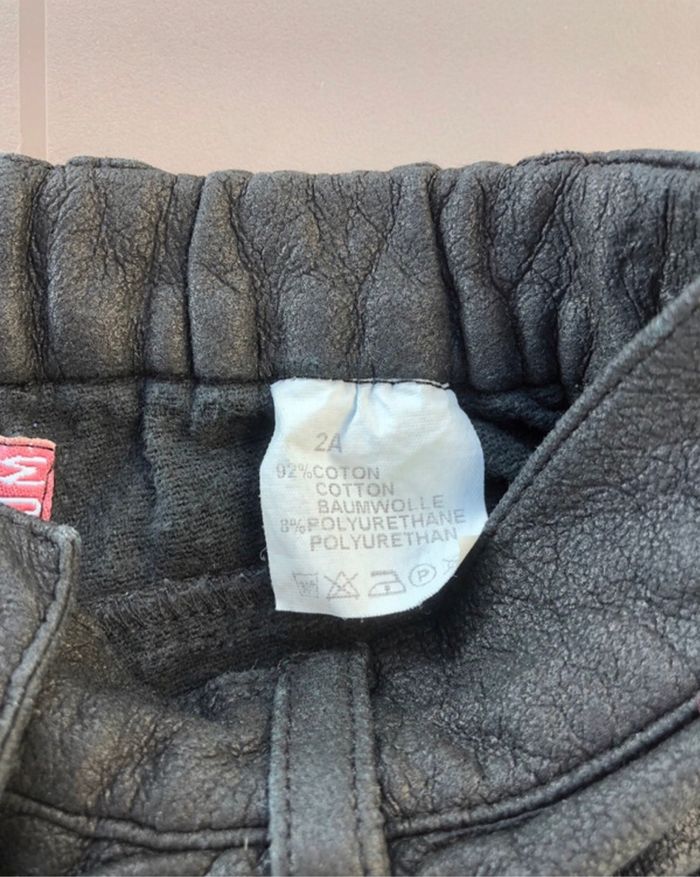 2A
92%COTON
COTTON
BAUMWOLLE
8%POLYURETHANE
POLYURETHAN
P